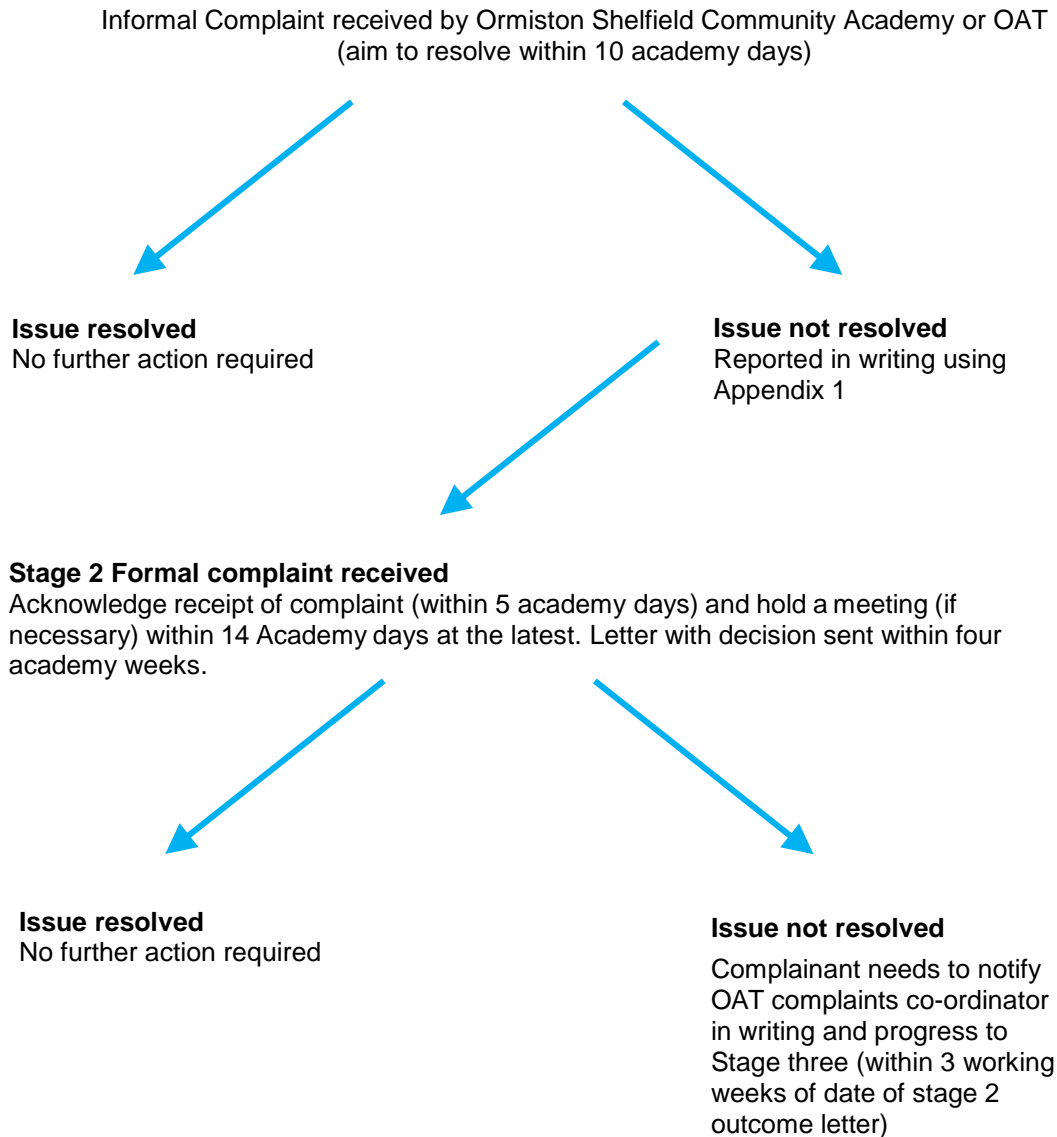 Informal Complaint received by Ormiston Shelfield Community Academy or OAT
(aim to resolve within 10 academy days)
Issue resolved
No further action required
Issue not resolved
Reported in writing using
Appendix 1
Stage 2 Formal complaint received
Acknowledge receipt of complaint (within 5 academy days) and hold a meeting (if
necessary) within 14 Academy days at the latest. Letter with decision sent within four
academy weeks.
Issue resolved
No further action required
Issue not resolved
Complainant needs to notify
OAT complaints co-ordinator
in writing and progress to
Stage three (within 3 working
weeks of date of stage 2
outcome letter)